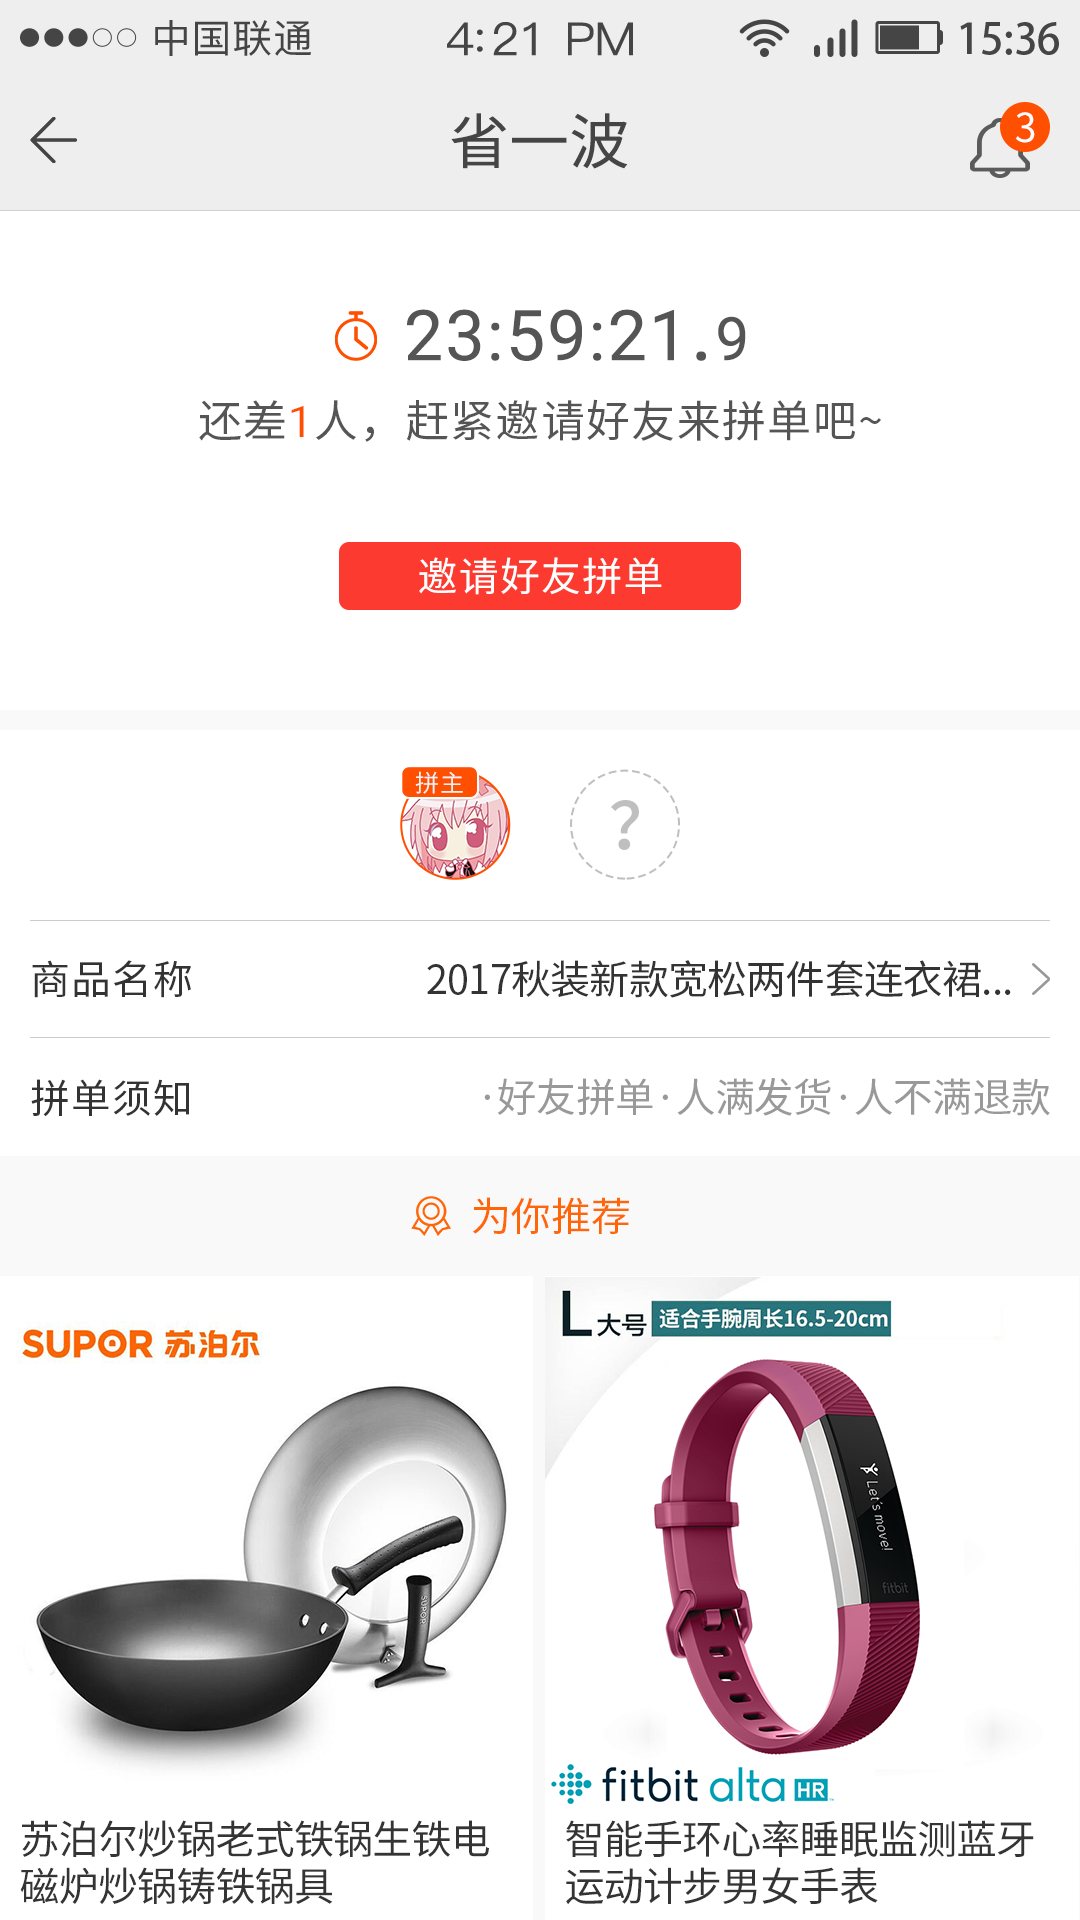 中国联通 4:21 PM 15:36
省一波
3
23:59:21.9
还差1人，赶紧邀请好友来拼单吧~
邀请好友拼单
拼主
?
商品名称 2017秋装新款宽松两件套连衣裙...
拼单须知 ·好友拼单·人满发货·人不满退款
为你推荐
SUPOR 苏泊尔
SUPOR
L大号 适合手腕周长16.5-20cm
Let's move!
fitbit
fitbit alta HR
苏泊尔炒锅老式铁锅生铁电
磁炉炒锅铸铁锅具
智能手环心率睡眠监测蓝牙
运动计步男女手表